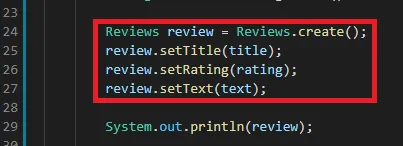 23
24 Reviews review = Reviews.create();
25 review.setTitle(title);
26 review.setRating(rating);
27 review.setText(text);
28
29 System.out.println(review);